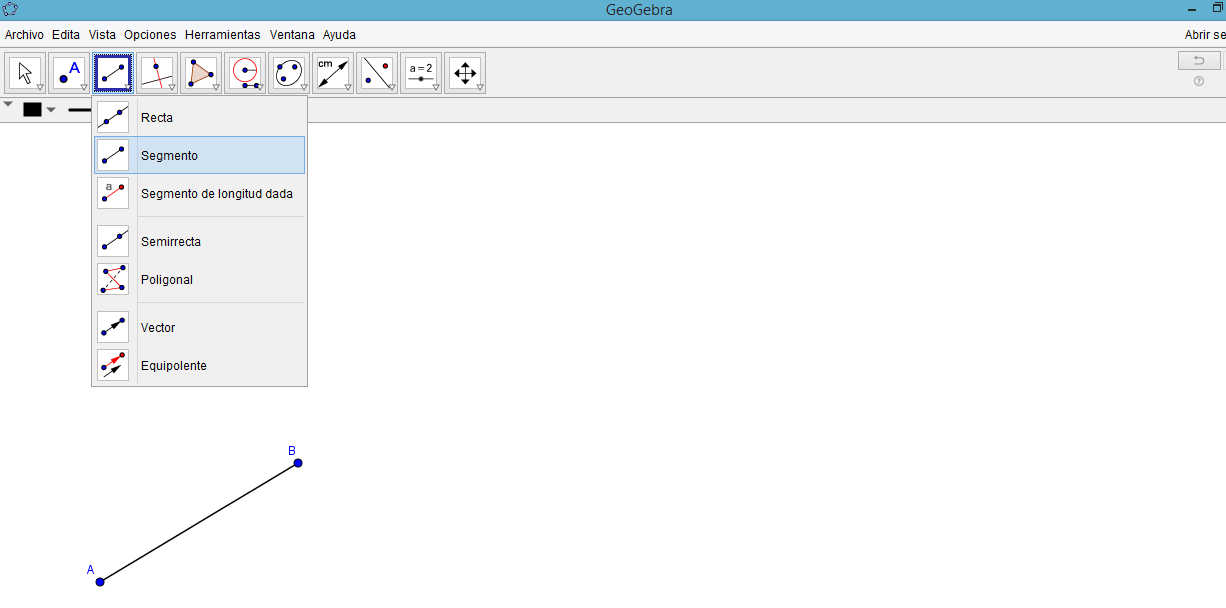 GeoGebra
Archivo Edita Vista Opciones Herramientas Ventana Ayuda Abrir se
A cm a=2
Recta
Segmento
a
Segmento de longitud dada
Semirrecta
Poligonal
Vector
Equipolente
B
A